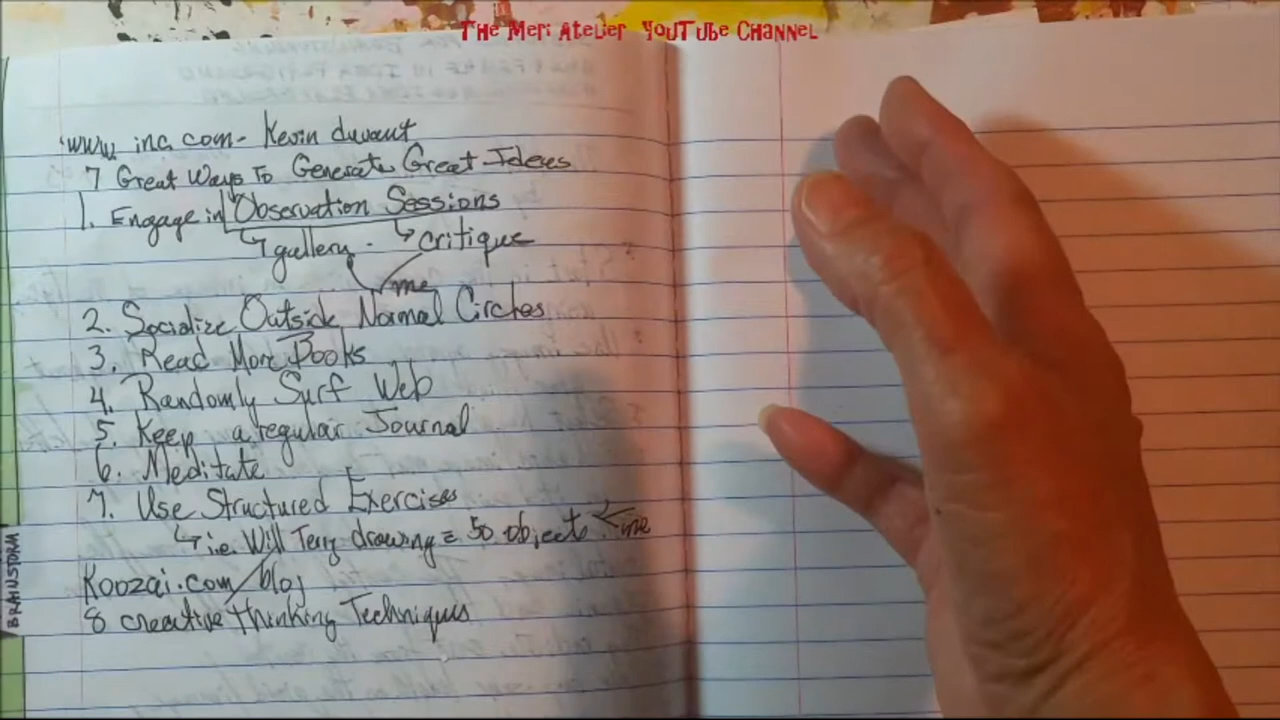 The Meri Atelier YouTube Channel
www inc.com - Kevin duvant
7 Great Ways To Generate Great Ideas
1. Engage in Observation Sessions
gallery - critique
me
2. Socialize Outside Normal Circles
3. Read More Books
4. Randomly Surf Web
5. Keep a regular Journal
6. Meditate
7. Use Structured Exercises
i.e. Will Terry drawing = 50 objects me
Koozai.com/blog
8 creative thinking Techniques
BRAINSTORM